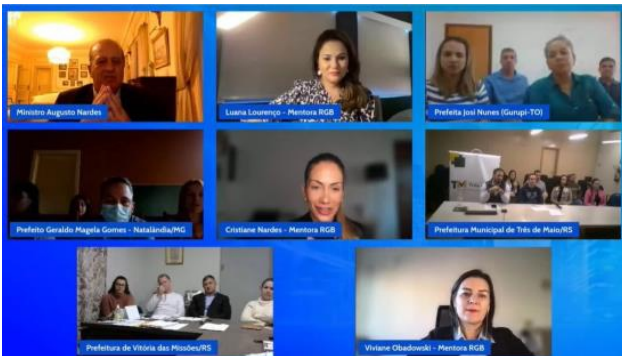 Ministro Augusto Nardes
Luana Lourenço - Mentora RGB
Prefeita Josi Nunes (Gurupi-TO)
Prefeito Geraldo Magela Gomes - Natalândia/MG
Cristiane Nardes - Mentora RGB
Prefeitura Municipal de Três de Maio/RS
Prefeitura de Vitória das Missões/RS
Viviane Obadowski - Mentora RGB